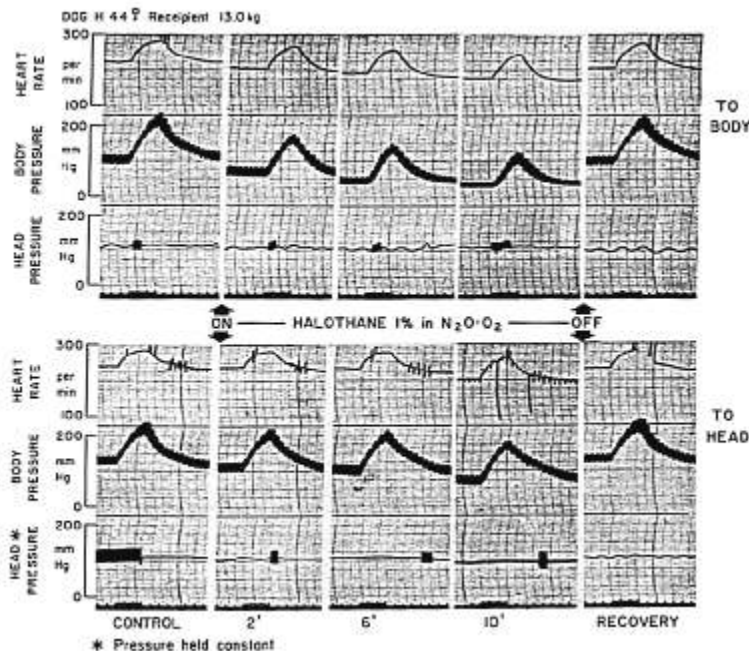 DOG H 44♀ Receipient 13.0 kg
HEART RATE
300
per
min
100
BODY PRESSURE
200
mm
Hg
0
HEAD PRESSURE
200
mm
Hg
0
TO BODY
ON — HALOTHANE 1% in N₂O·O₂ — OFF
HEART RATE
300
per
min
100
BODY PRESSURE
200
mm
Hg
0
HEAD* PRESSURE
200
mm
Hg
0
TO HEAD
CONTROL 2' 6' 10' RECOVERY
* Pressure held constant